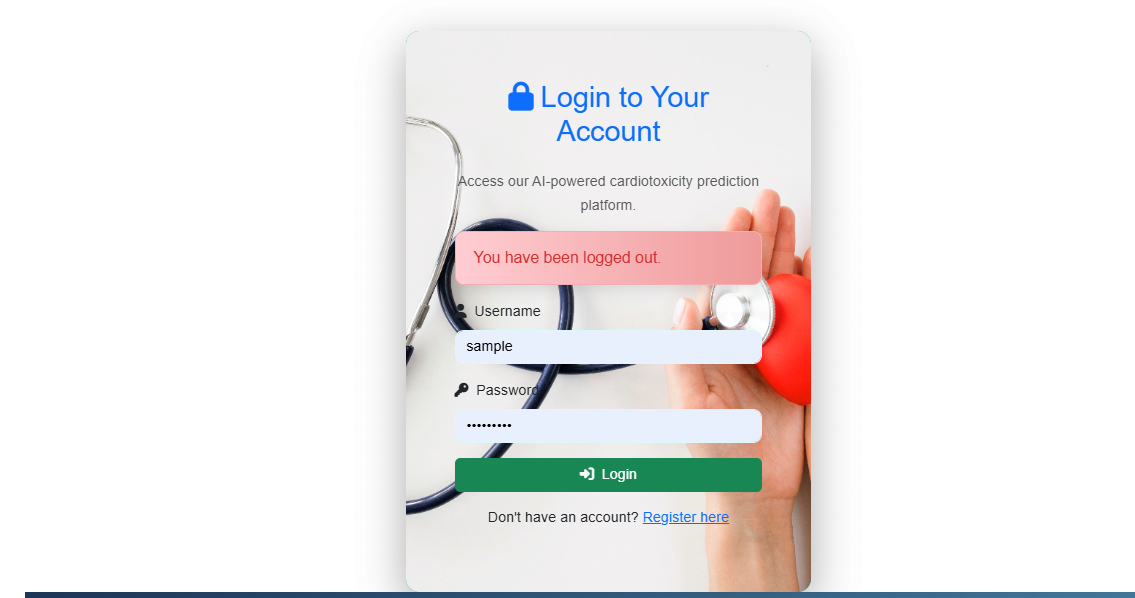 Login to Your
Account
Access our AI-powered cardiotoxicity prediction
platform.
You have been logged out.
Username
sample
Password
•••••••••
Login
Don't have an account? Register here